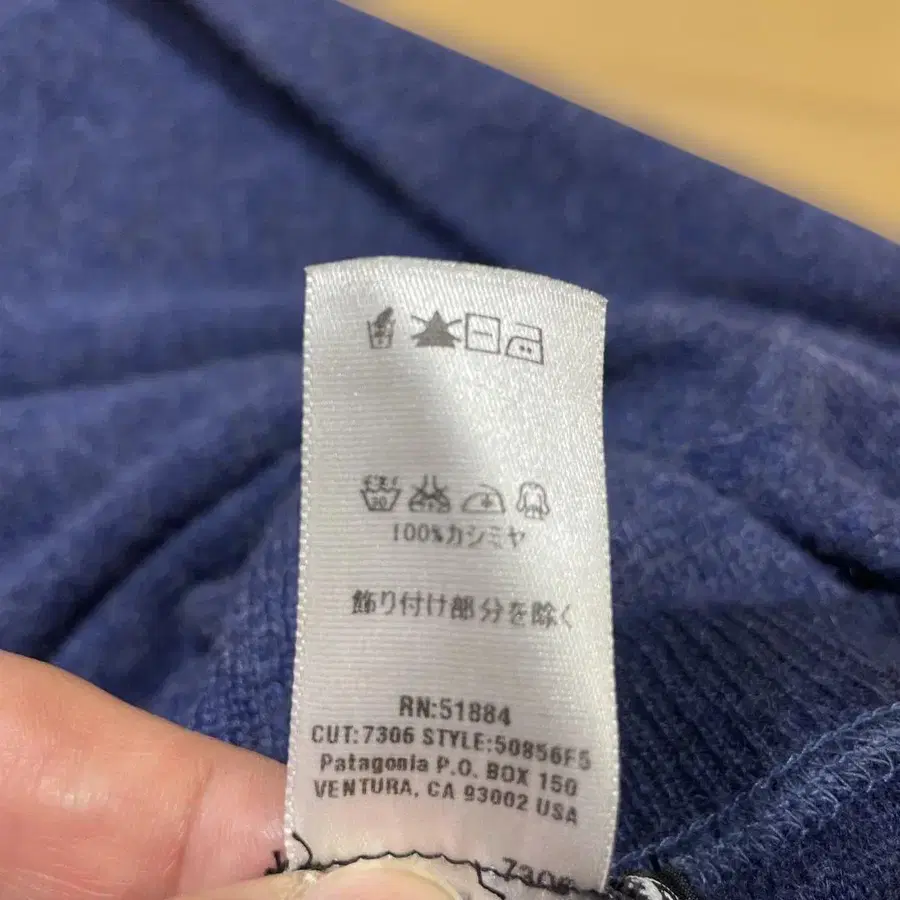 100%カシミヤ
飾り付け部分を除く
RN:51884
CUT:7306 STYLE:50856F5
Patagonia P.O. BOX 150
VENTURA, CA 93002 USA
7306